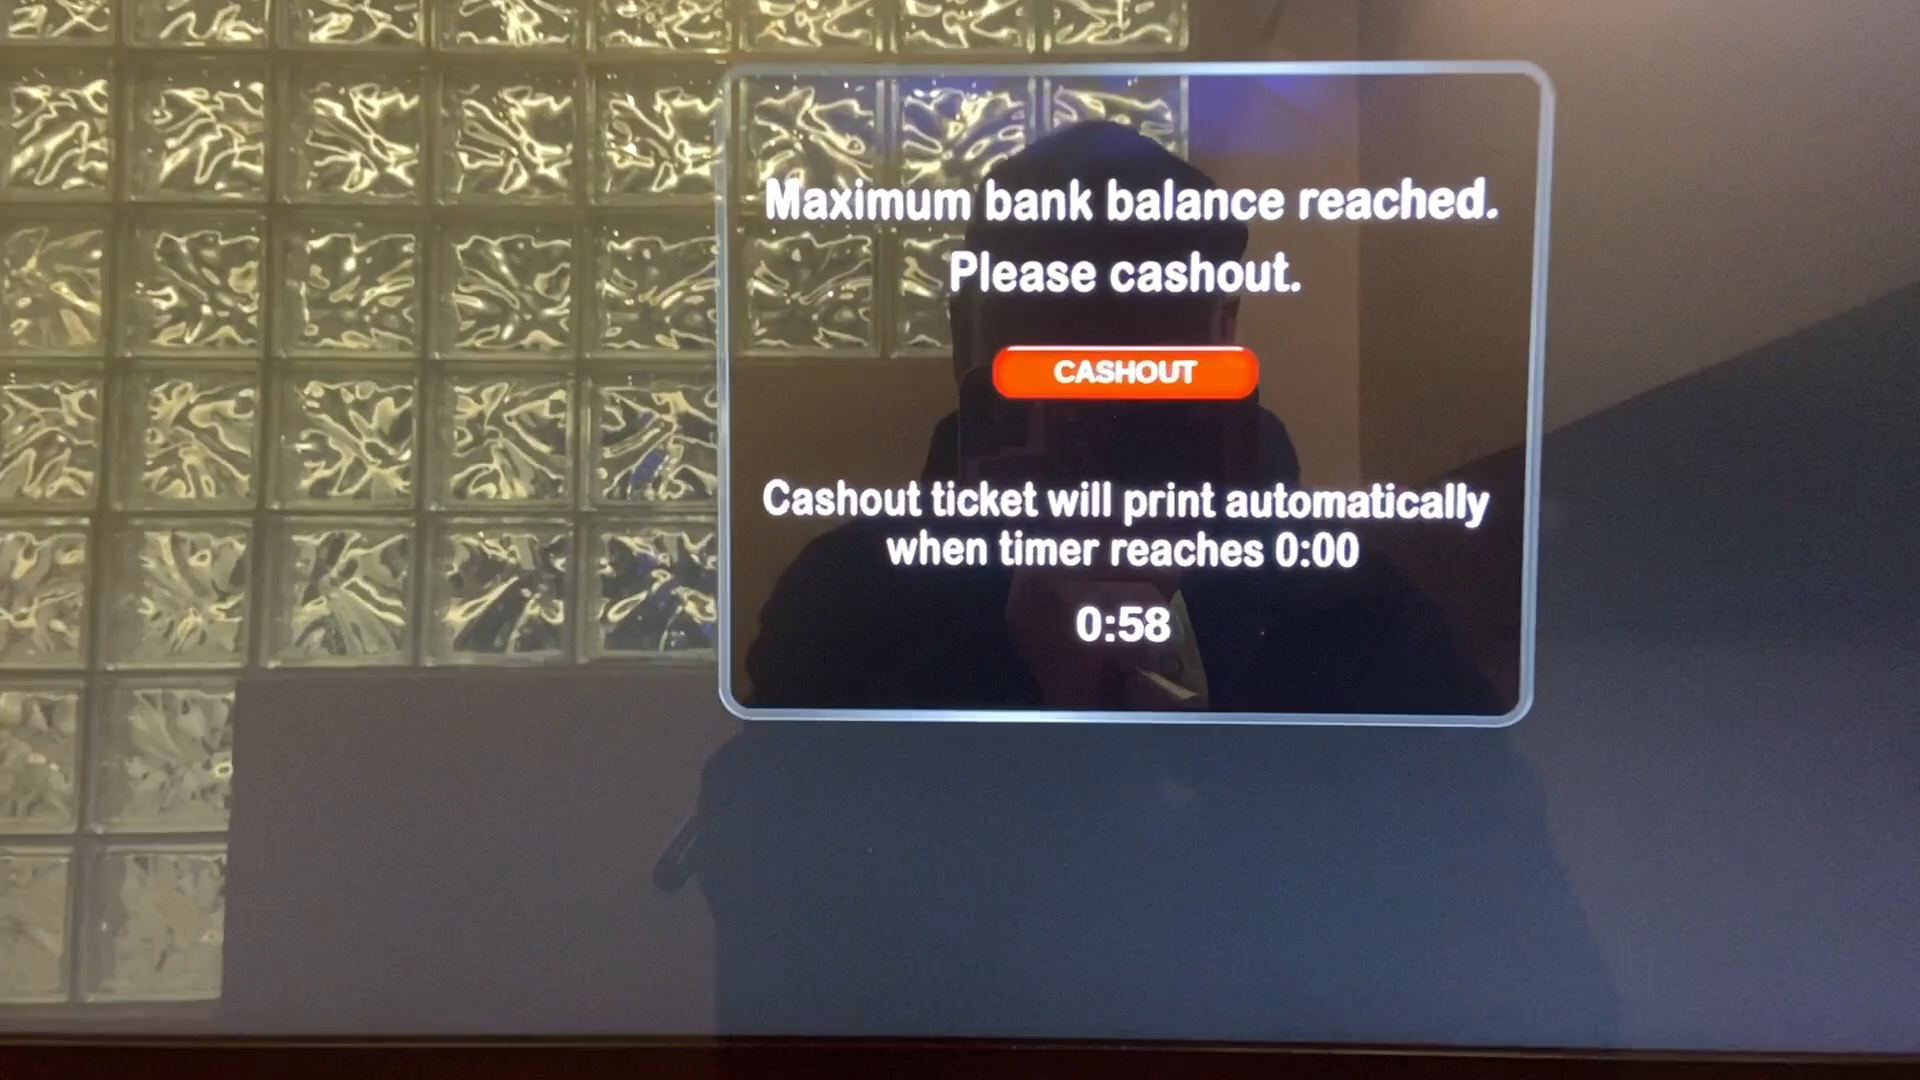 Maximum bank balance reached.
Please cashout.
CASHOUT
Cashout ticket will print automatically
when timer reaches 0:00
0:58